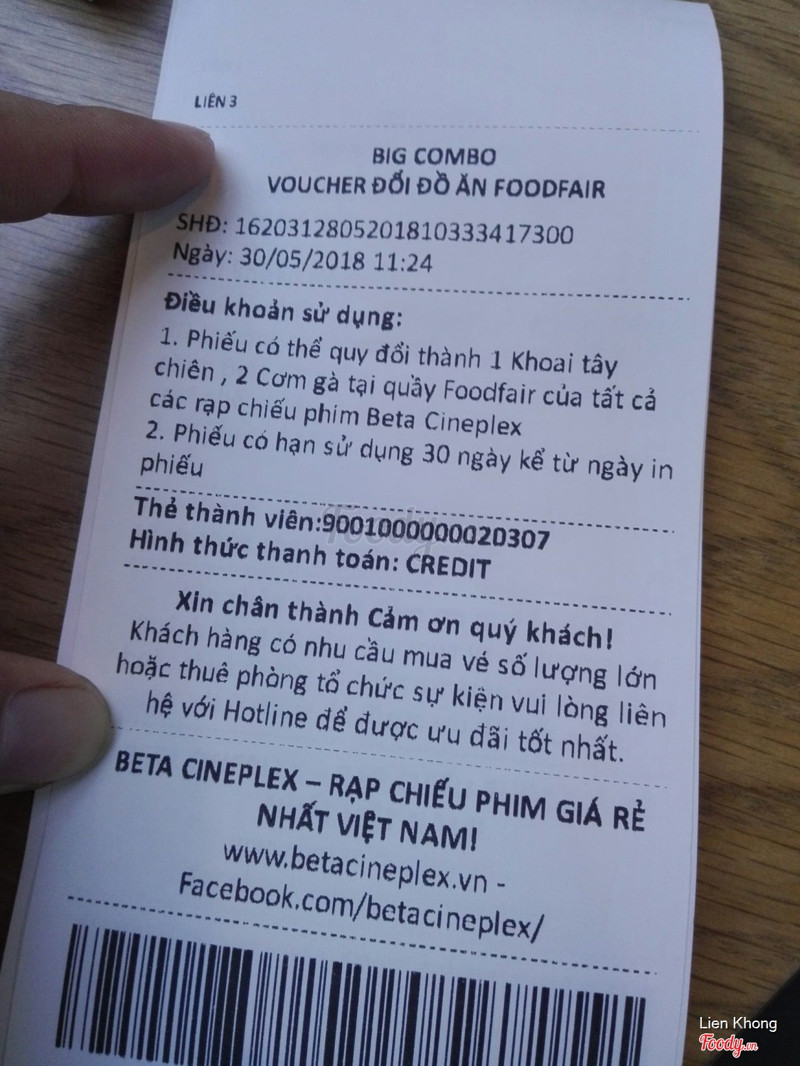 LIÊN 3
BIG COMBO
VOUCHER ĐỔI ĐỒ ĂN FOODFAIR
SHĐ: 1620312805201810333417300
Ngày: 30/05/2018 11:24
Điều khoản sử dụng:
1. Phiếu có thể quy đổi thành 1 Khoai tây
chiên , 2 Cơm gà tại quầy Foodfair của tất cả
các rạp chiếu phim Beta Cineplex
2. Phiếu có hạn sử dụng 30 ngày kể từ ngày in
phiếu
Thẻ thành viên:9001000000020307
Hình thức thanh toán: CREDIT
Xin chân thành Cảm ơn quý khách!
Khách hàng có nhu cầu mua vé số lượng lớn
hoặc thuê phòng tổ chức sự kiện vui lòng liên
hệ với Hotline để được ưu đãi tốt nhất.
BETA CINEPLEX – RẠP CHIẾU PHIM GIÁ RẺ
NHẤT VIỆT NAM!
www.betacineplex.vn -
Facebook.com/betacineplex/
Foody
Lien Khong
Foody.vn